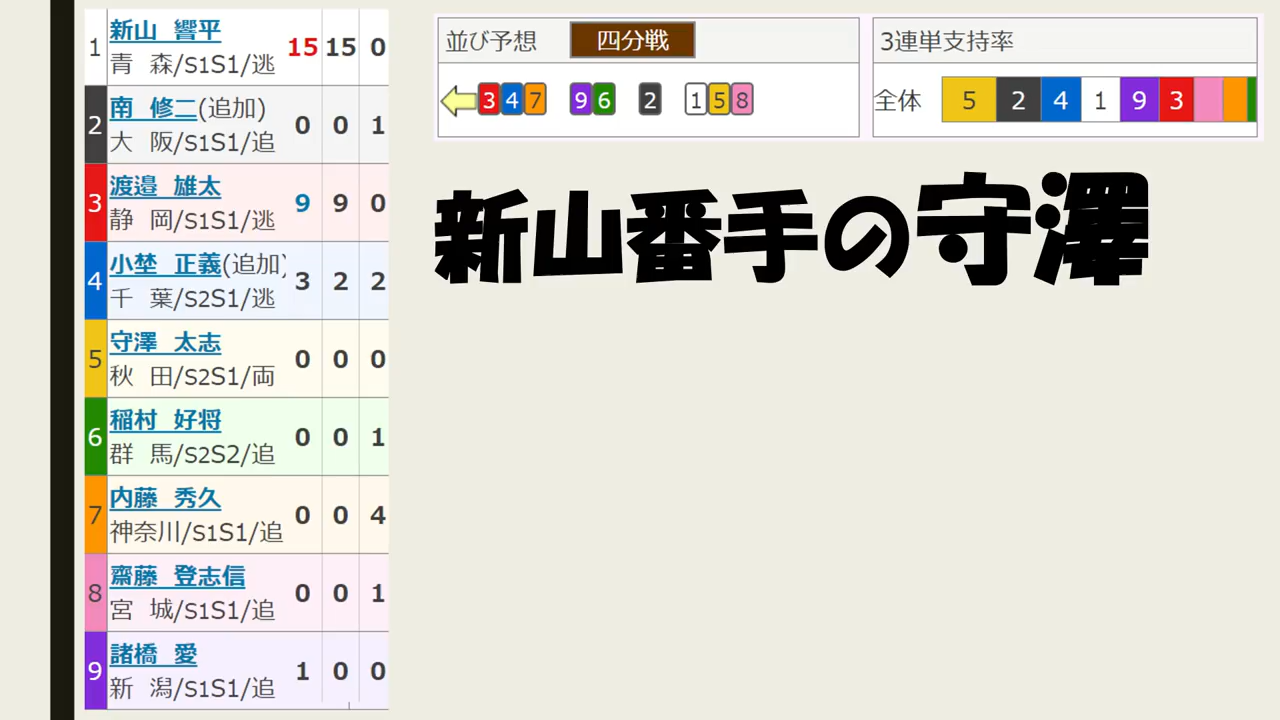 1 新山 響平 15 15 0
青 森/S1S1/逃
2 南 修二(追加) 0 0 1
大 阪/S1S1/追
3 渡邉 雄太 9 9 0
静 岡/S1S1/逃
4 小埜 正義(追加) 3 2 2
千 葉/S2S1/逃
5 守澤 太志 0 0 0
秋 田/S2S1/両
6 稲村 好将 0 0 1
群 馬/S2S2/追
7 内藤 秀久 0 0 4
神奈川/S1S1/追
8 齋藤 登志信 0 0 1
宮 城/S1S1/追
9 諸橋 愛 1 0 0
新 潟/S1S1/追
並び予想 四分戦
3 4 7 9 6 2 1 5 8
3連単支持率
全体 5 2 4 1 9 3
新山番手の守澤